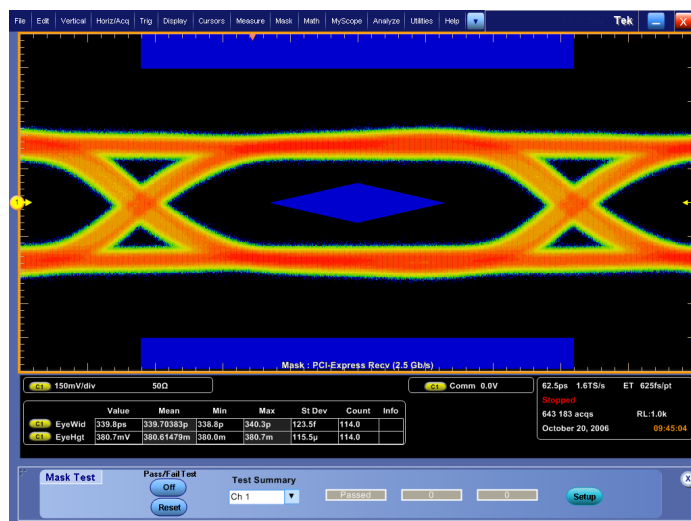 File Edit Vertical Horiz/Acq Trig Display Cursors Measure Mask Math MyScope Analyze Utilities Help Tek X
1
Mask : PCI-Express Recv (2.5 Gb/s)
C1 150mV/div 50Ω
C1 Comm 0.0V
62.5ps 1.6TS/s ET 625fs/pt
Stopped
643 183 acqs RL:1.0k
October 20, 2006 09:45:04
Value Mean Min Max St Dev Count Info
C1 EyeWid 339.8ps 339.70383p 338.8p 340.3p 123.5f 114.0
C1 EyeHgt 380.7mV 380.61479m 380.0m 380.7m 115.5µ 114.0
Mask Test
Pass/Fail Test
Off
Reset
Test Summary
Ch 1
Passed 0 0
Setup
X